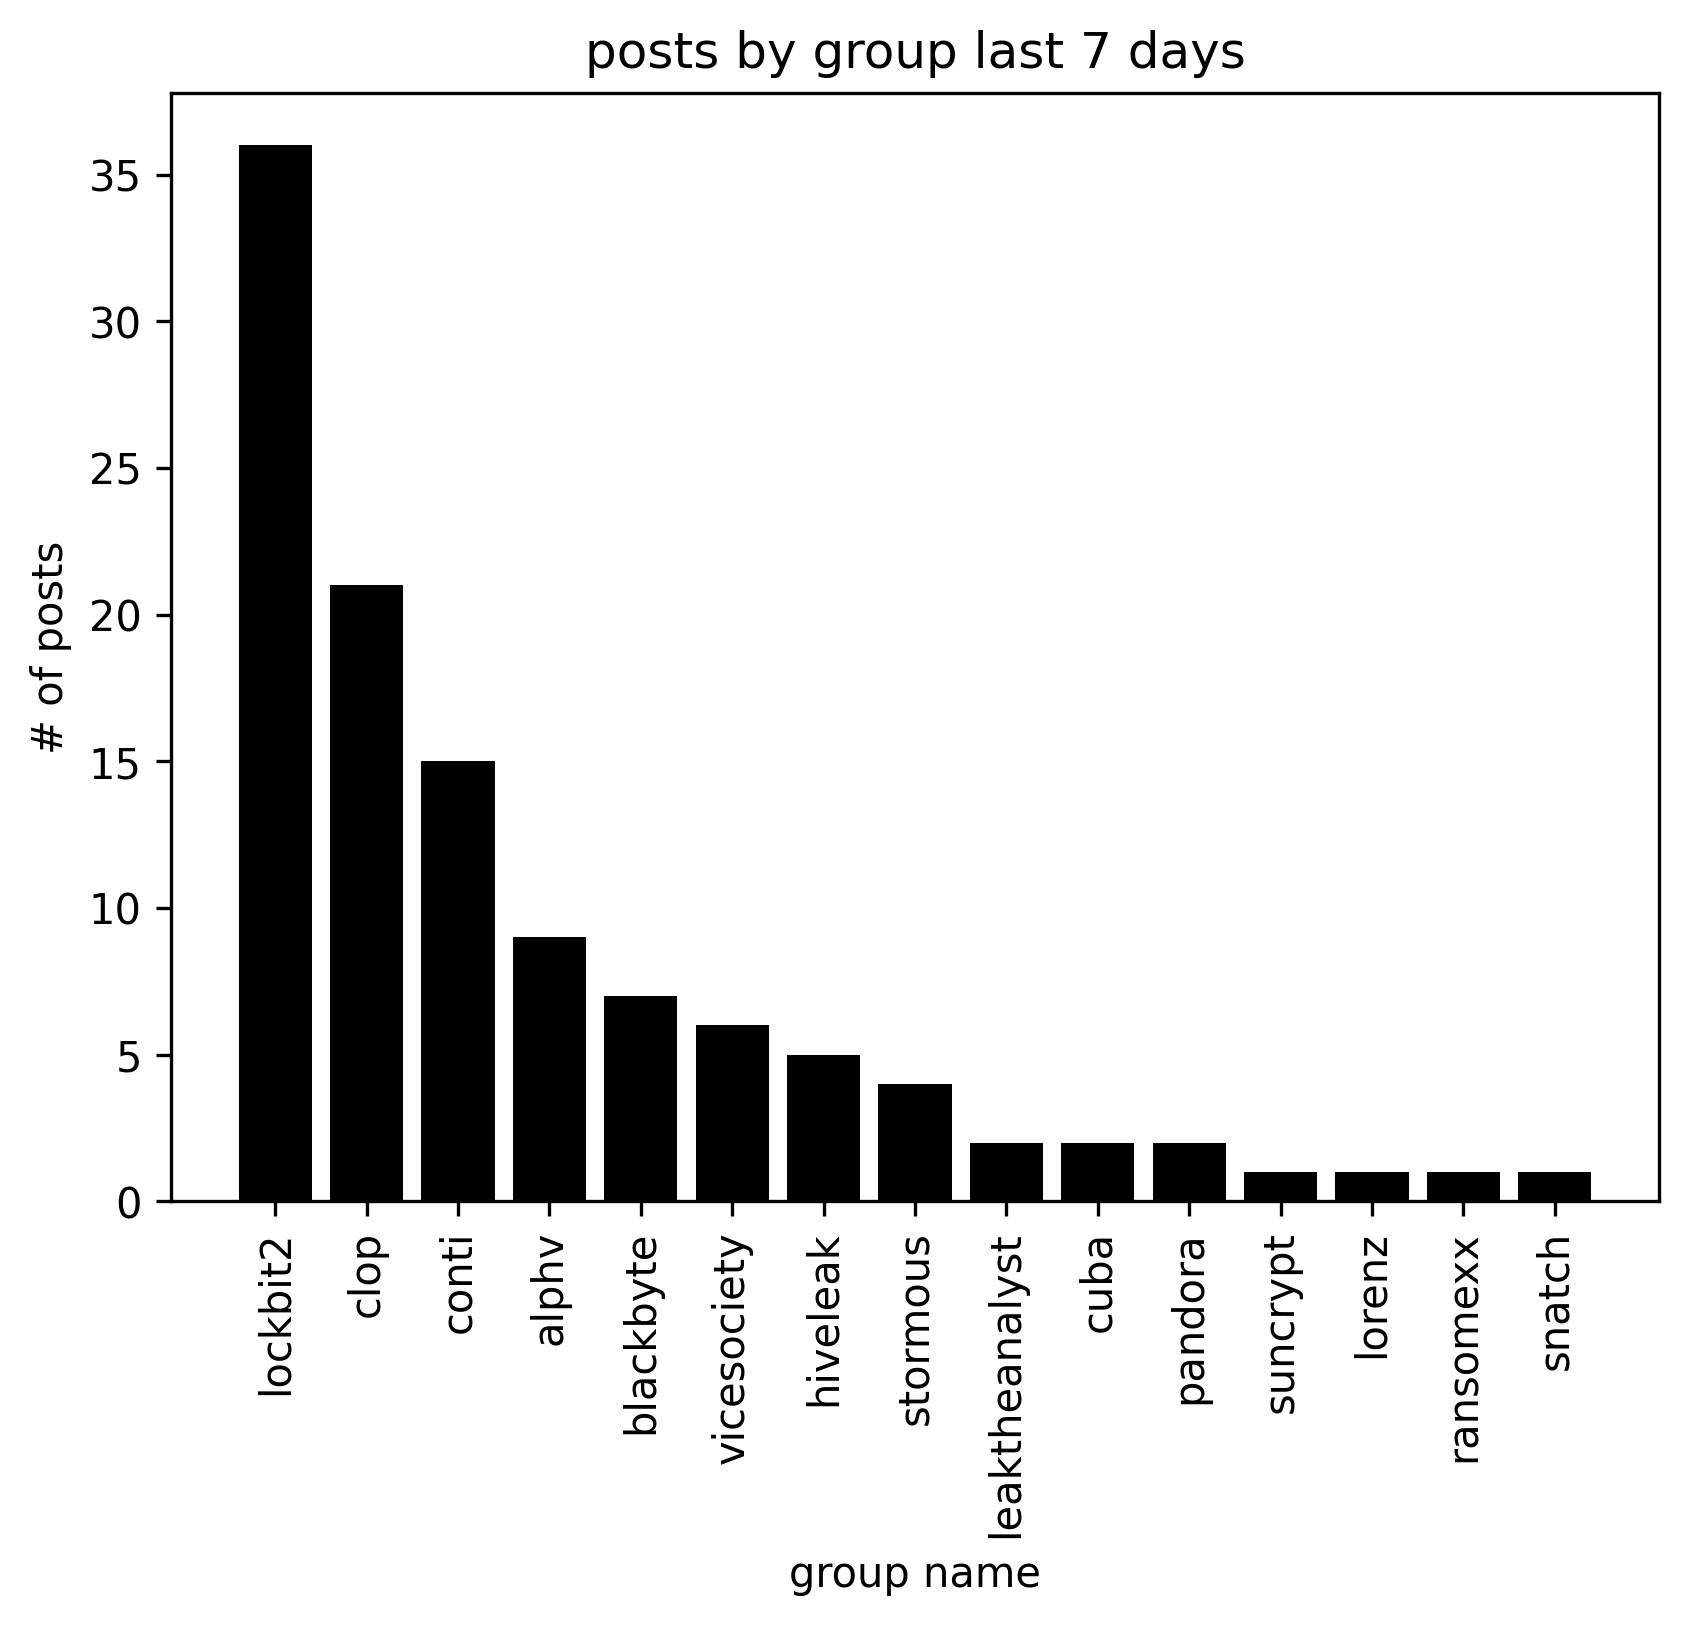 posts by group last 7 days
# of posts
35
30
25
20
15
10
5
0
lockbit2
clop
conti
alphv
blackbyte
vicesociety
hiveleak
stormous
leaktheanalyst
cuba
pandora
suncrypt
lorenz
ransomexx
snatch
group name